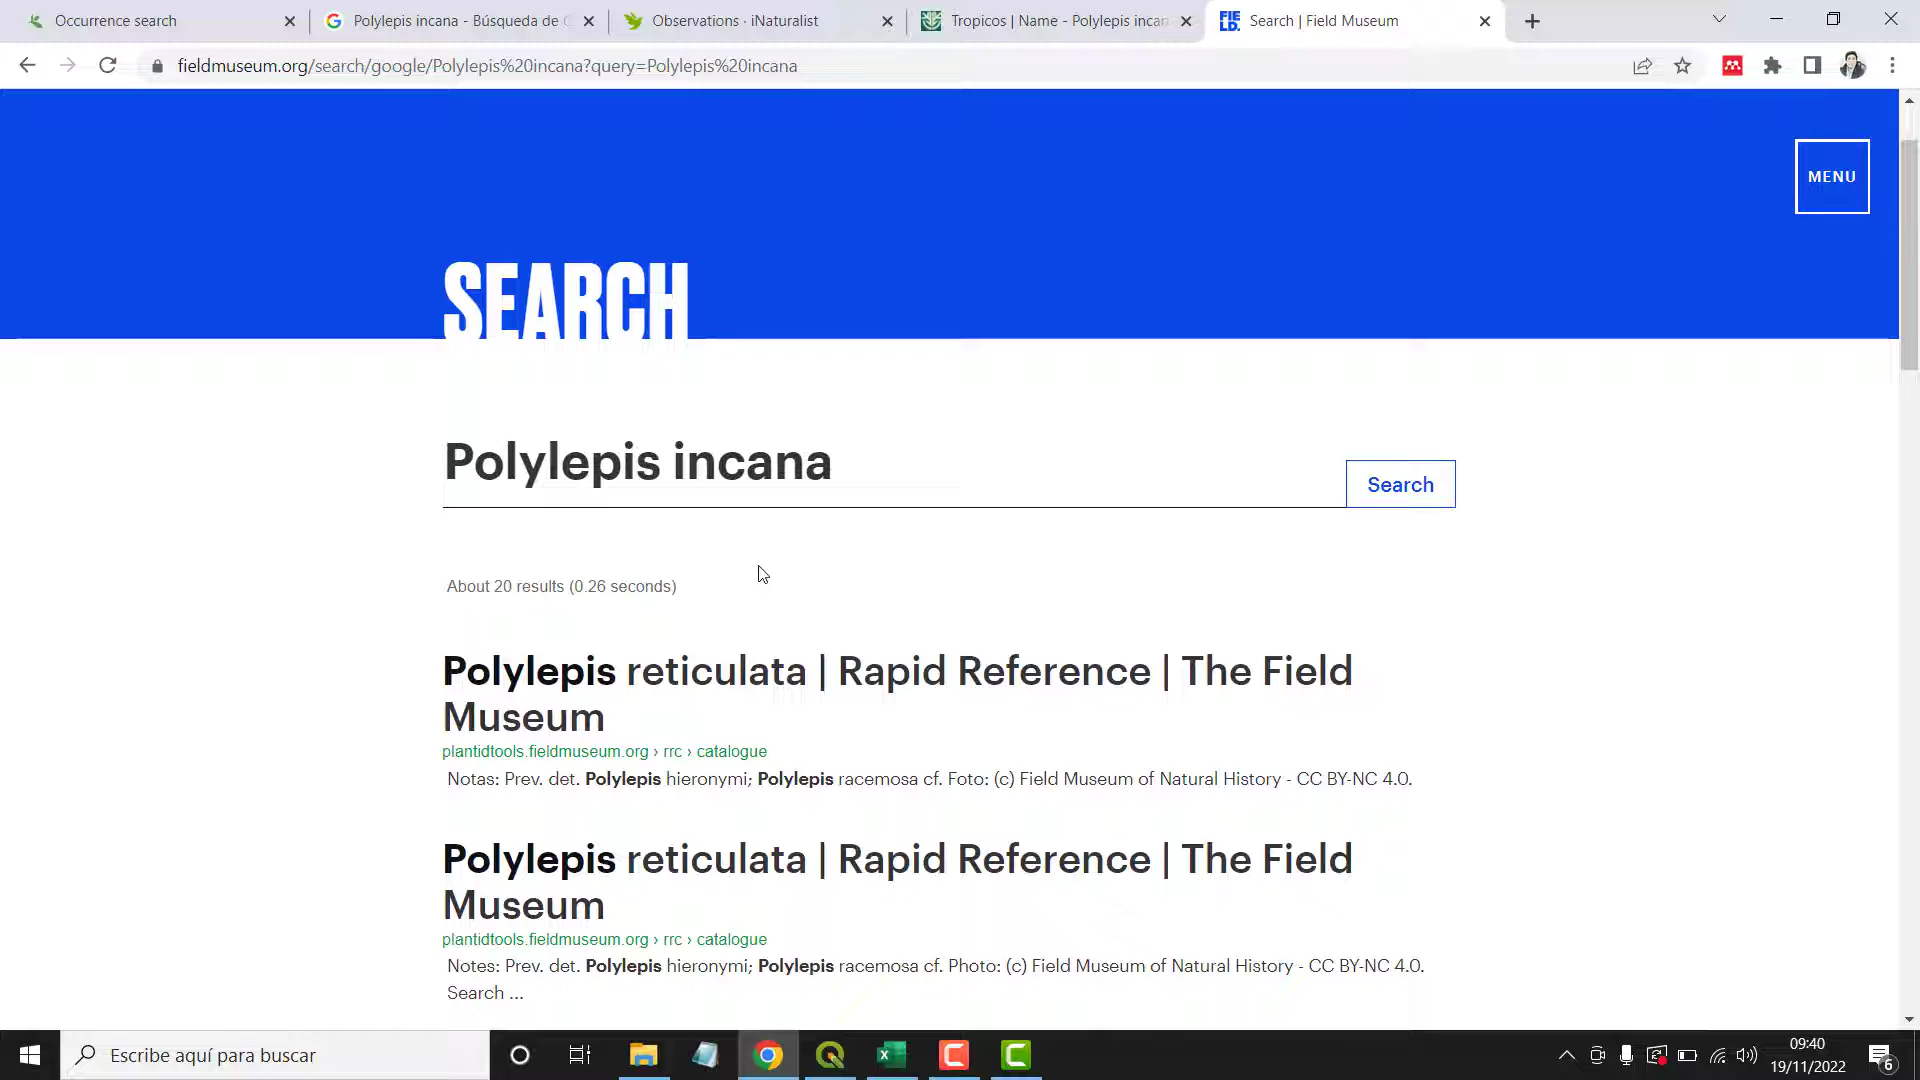 Occurrence search
Polylepis incana - Búsqueda de G
Observations · iNaturalist
Tropicos | Name - Polylepis incan
FIE
LD.
Search | Field Museum
fieldmuseum.org/search/google/Polylepis%20incana?query=Polylepis%20incana
MENU
SEARCH
Polylepis incana
Search
About 20 results (0.26 seconds)
Polylepis reticulata | Rapid Reference | The Field
Museum
plantidtools.fieldmuseum.org › rrc › catalogue
Notas: Prev. det. Polylepis hieronymi; Polylepis racemosa cf. Foto: (c) Field Museum of Natural History - CC BY-NC 4.0.
Polylepis reticulata | Rapid Reference | The Field
Museum
plantidtools.fieldmuseum.org › rrc › catalogue
Notes: Prev. det. Polylepis hieronymi; Polylepis racemosa cf. Photo: (c) Field Museum of Natural History - CC BY-NC 4.0.
Search ...
Escribe aquí para buscar
09:40
19/11/2022
6